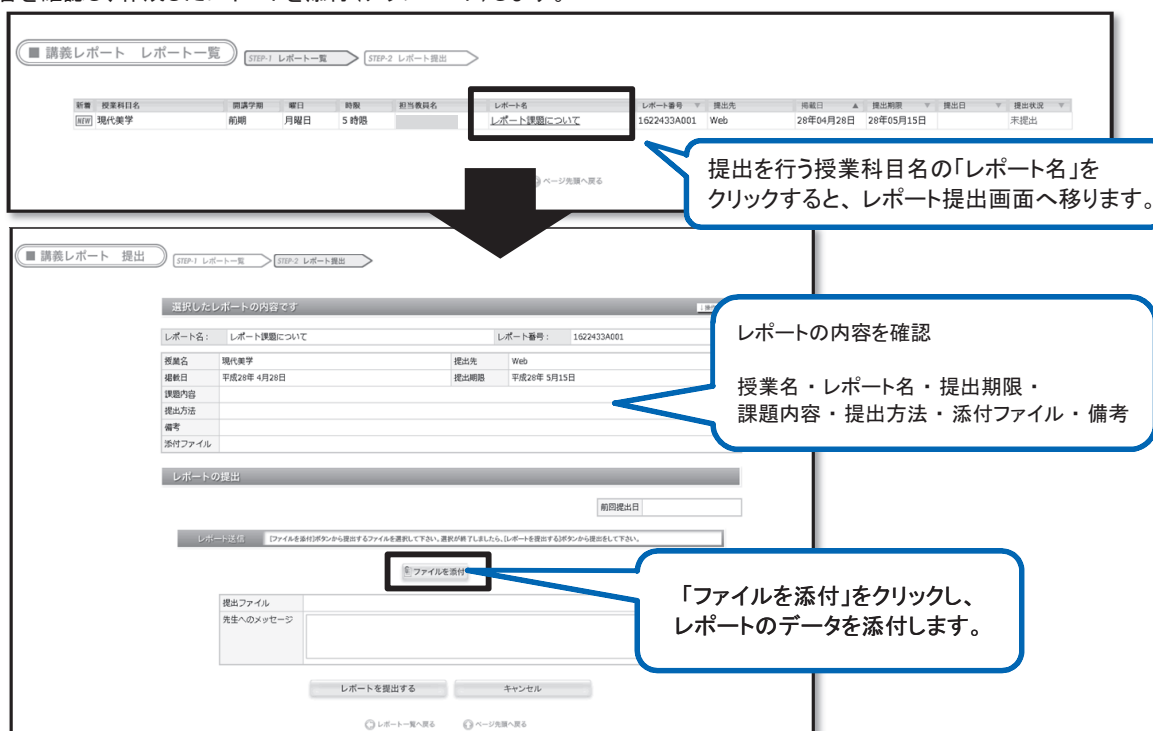 ■ 講義レポート レポート一覧 STEP-1 レポート一覧 STEP-2 レポート提出
新着 授業科目名 開講学期 曜日 時限 担当教員名 レポート名 レポート番号 ▼ 提出先 掲載日 ▲ 提出期限 ▼ 提出日 ▼ 提出状況 ▼
NEW 現代美学 前期 月曜日 5時限 レポート課題について 1622433A001 Web 28年04月28日 28年05月15日 未提出
ページ先頭へ戻る
提出を行う授業科目名の「レポート名」を
クリックすると、レポート提出画面へ移ります。
■ 講義レポート 提出 STEP-1 レポート一覧 STEP-2 レポート提出
選択したレポートの内容です
レポート名: レポート課題について レポート番号: 1622433A001
授業名 現代美学 提出先 Web
掲載日 平成28年 4月28日 提出期限 平成28年 5月15日
課題内容
提出方法
備考
添付ファイル
レポートの内容を確認
授業名・レポート名・提出期限・
課題内容・提出方法・添付ファイル・備考
レポートの提出
前回提出日
レポート送信 [ファイルを添付]ボタンから提出するファイルを選択して下さい。選択が終了しましたら、[レポートを提出する]ボタンから提出をして下さい。
ファイルを添付
「ファイルを添付」をクリックし、
レポートのデータを添付します。
提出ファイル
先生へのメッセージ
レポートを提出する キャンセル
レポート一覧へ戻る ページ先頭へ戻る